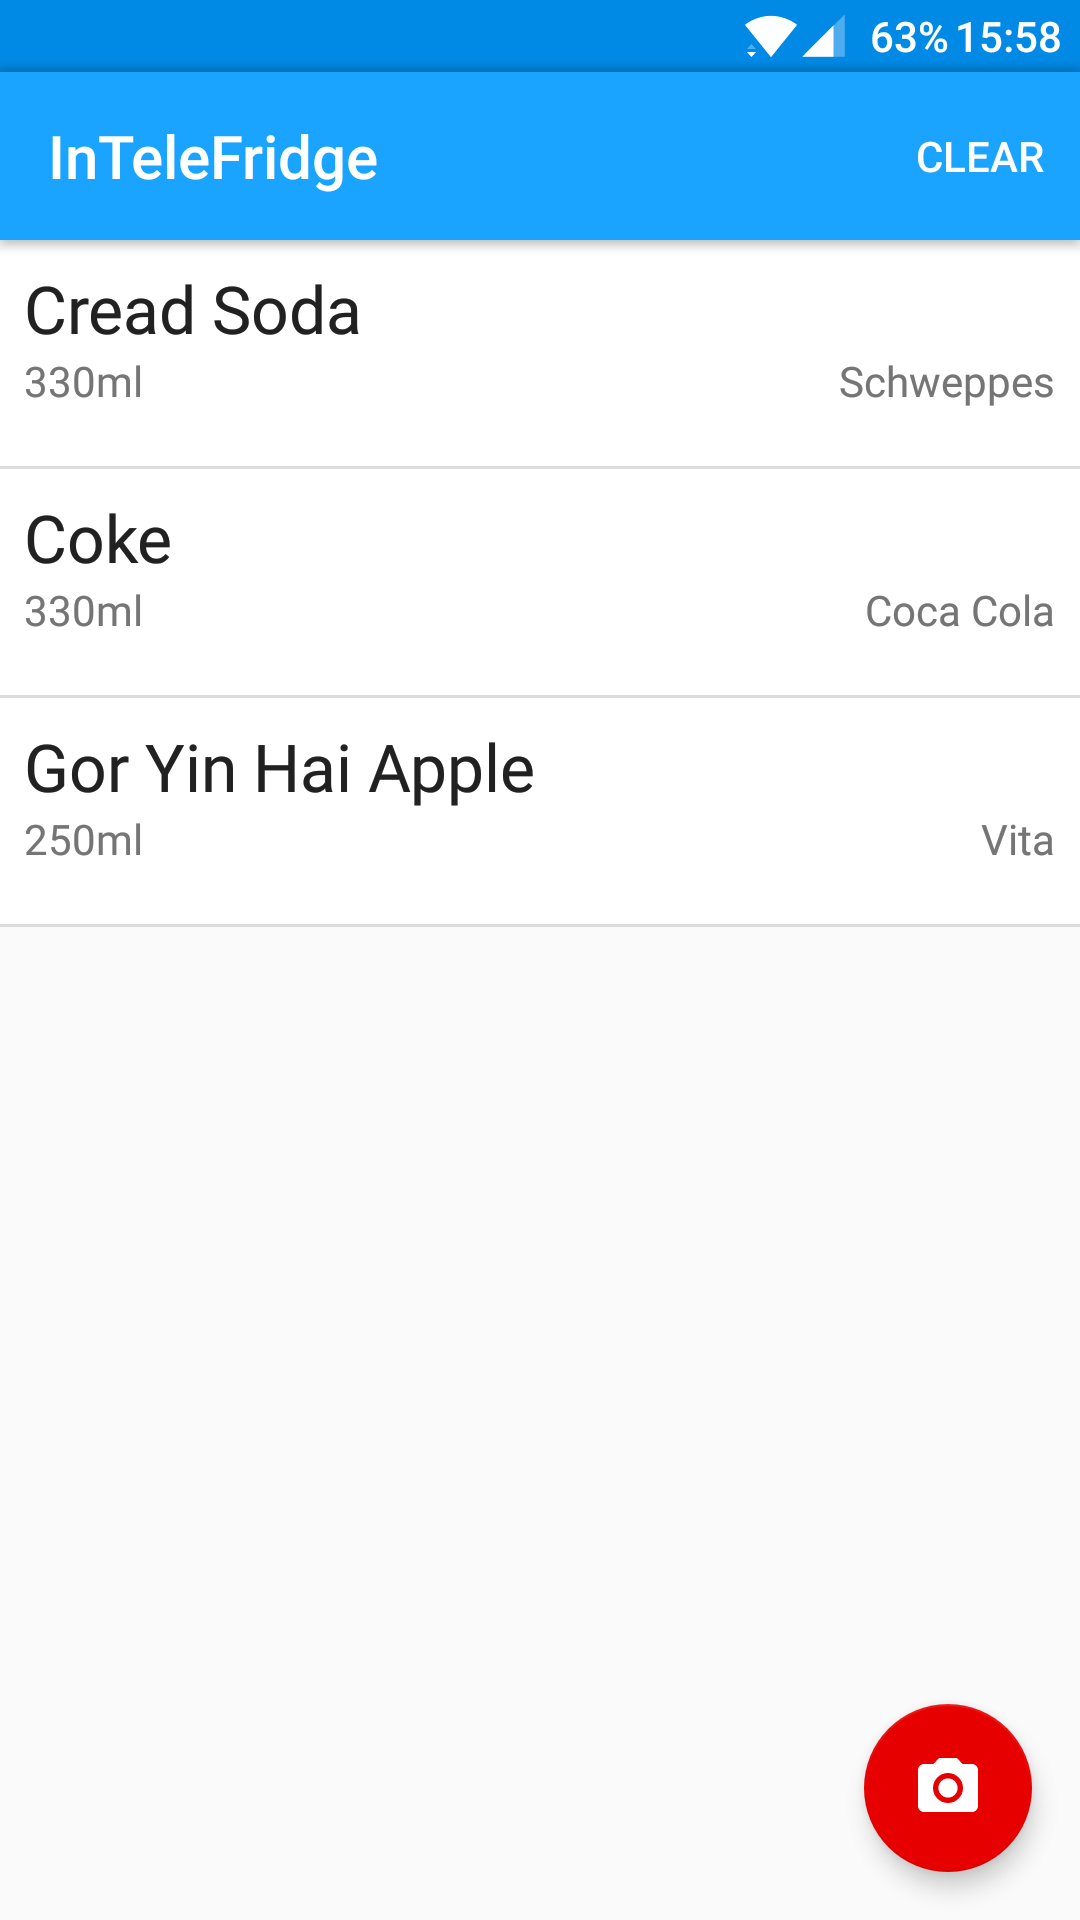 63% 15:58
InTeleFridge CLEAR
Cread Soda
330ml Schweppes
Coke
330ml Coca Cola
Gor Yin Hai Apple
250ml Vita